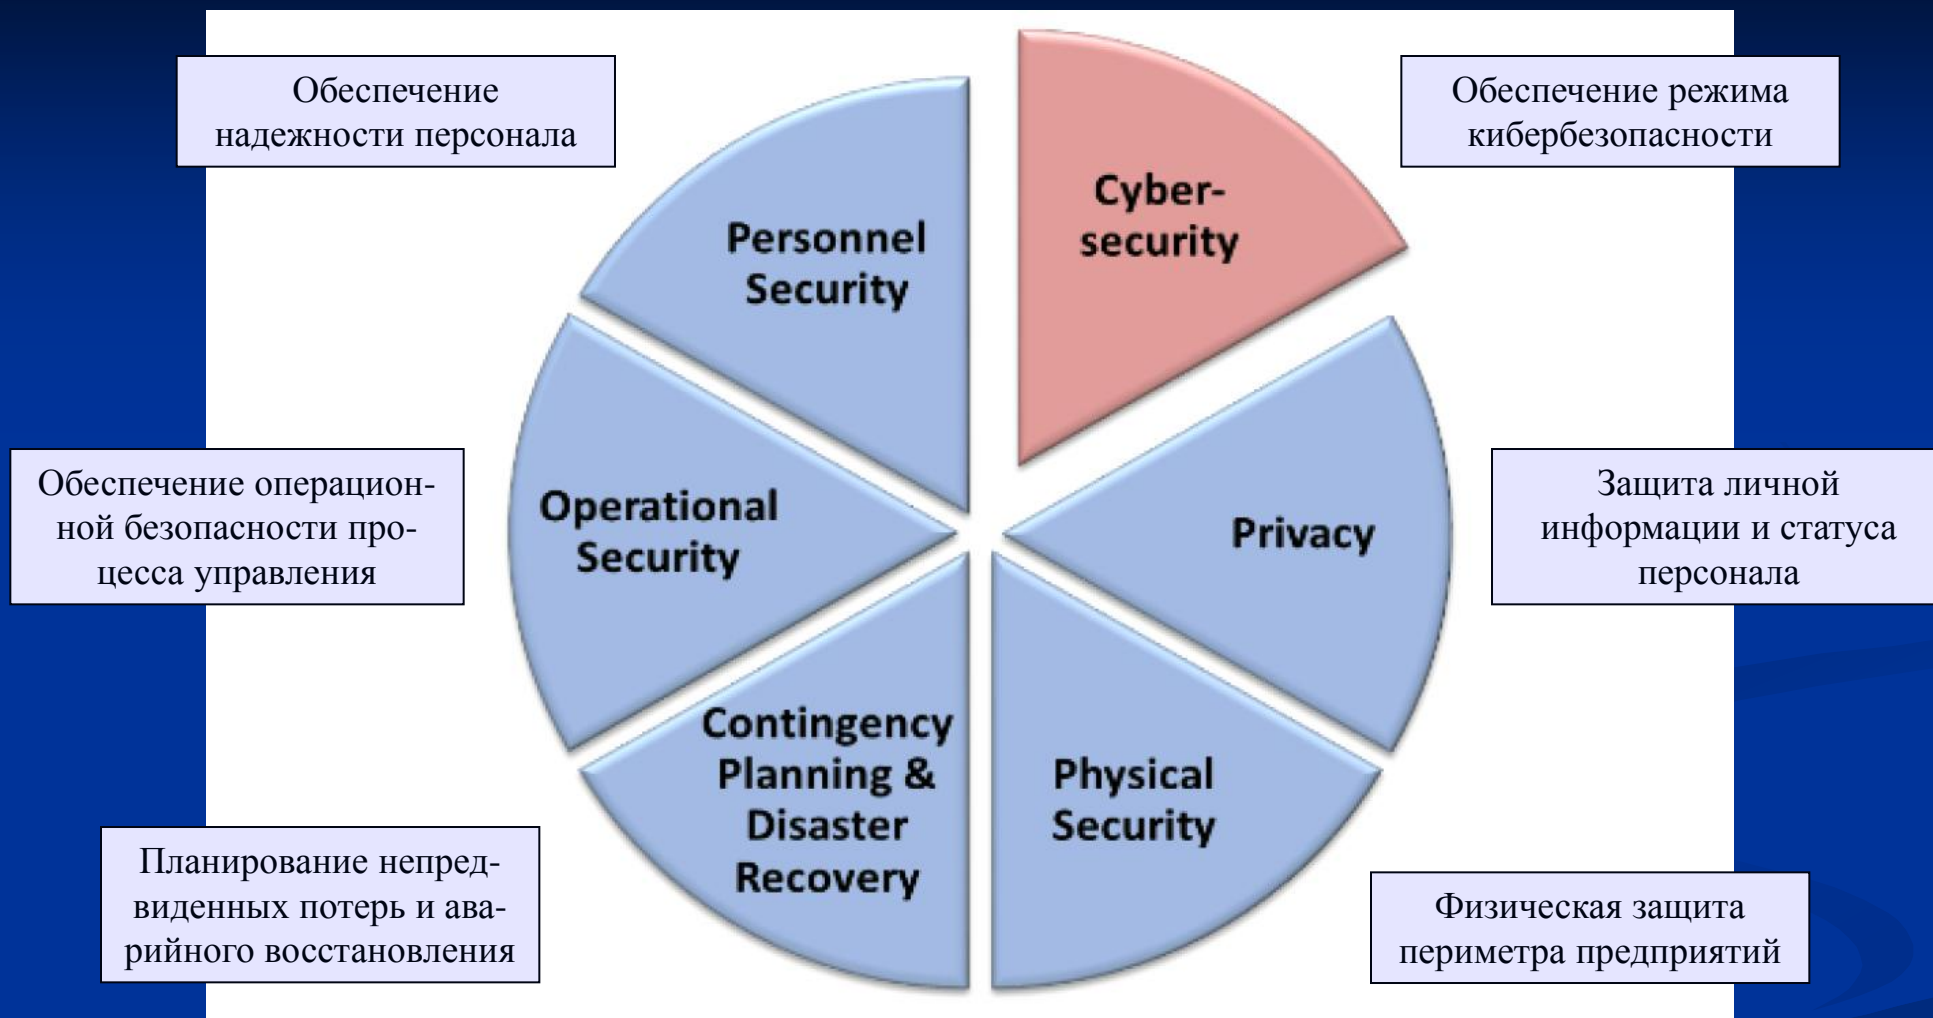 Обеспечение
надежности персонала
Обеспечение режима
кибербезопасности
Cyber-
security
Personnel
Security
Обеспечение операцион-
ной безопасности про-
цесса управления
Operational
Security
Privacy
Защита личной
информации и статуса
персонала
Contingency
Planning &
Disaster
Recovery
Physical
Security
Планирование непред-
виденных потерь и ава-
рийного восстановления
Физическая защита
периметра предприятий